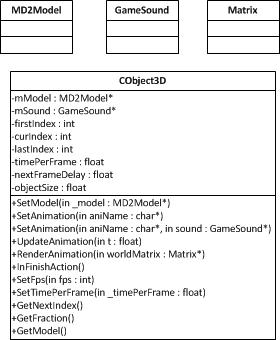 MD2Model
GameSound
Matrix
CObject3D
-mModel : MD2Model*
-mSound : GameSound*
-firstIndex : int
-curIndex : int
-lastIndex : int
-timePerFrame : float
-nextFrameDelay : float
-objectSize : float
+SetModel(in _model : MD2Model*)
+SetAnimation(in aniName : char*)
+SetAnimation(in aniName : char*, in sound : GameSound*)
+UpdateAnimation(in t : float)
+RenderAnimation(in worldMatrix : Matrix*)
+InFinishAction()
+SetFps(in fps : int)
+SetTimePerFrame(in _timePerFrame : float)
+GetNextIndex()
+GetFraction()
+GetModel()